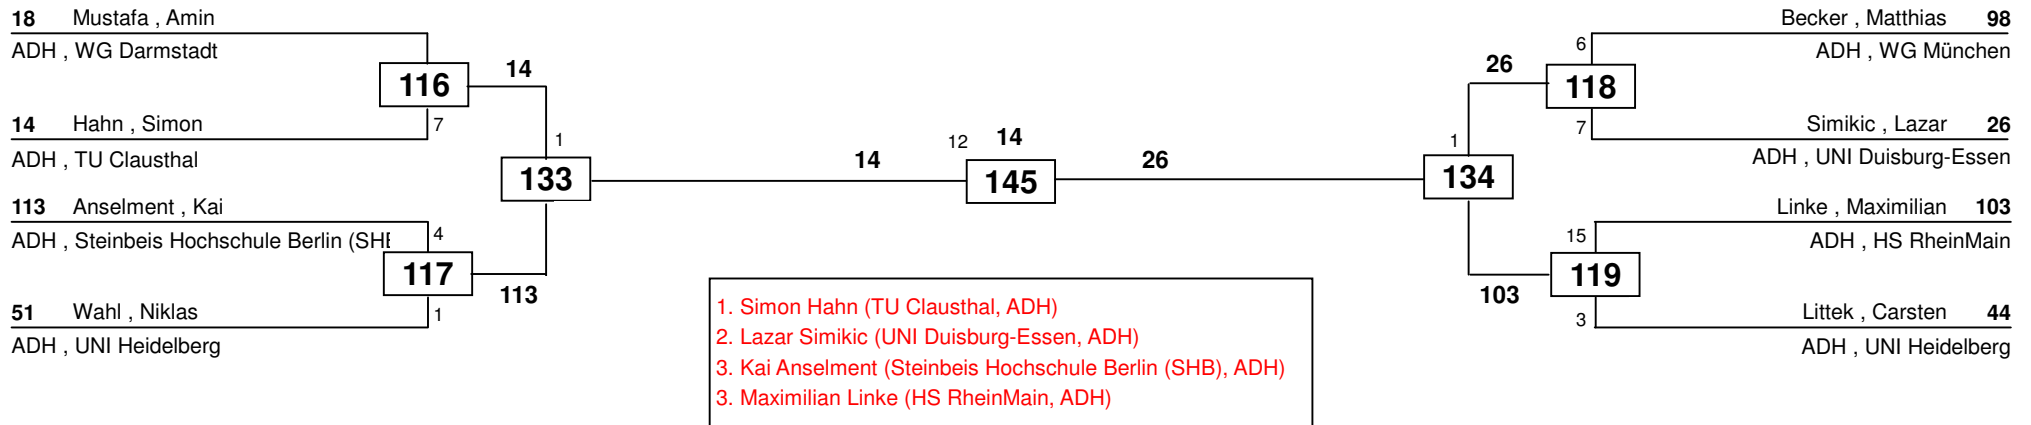 18 Mustafa , Amin
ADH , WG Darmstadt
116
14
14 Hahn , Simon
7
ADH , TU Clausthal
1
133
113 Anselment , Kai
ADH , Steinbeis Hochschule Berlin (SHB
4
117
113
51 Wahl , Niklas
1
ADH , UNI Heidelberg
14
12
14
145
26
Becker , Matthias 98
6
ADH , WG München
26
118
7
Simikic , Lazar 26
ADH , UNI Duisburg-Essen
1
134
Linke , Maximilian 103
15
ADH , HS RheinMain
119
103
3
Littek , Carsten 44
ADH , UNI Heidelberg
1. Simon Hahn (TU Clausthal, ADH)
2. Lazar Simikic (UNI Duisburg-Essen, ADH)
3. Kai Anselment (Steinbeis Hochschule Berlin (SHB), ADH)
3. Maximilian Linke (HS RheinMain, ADH)